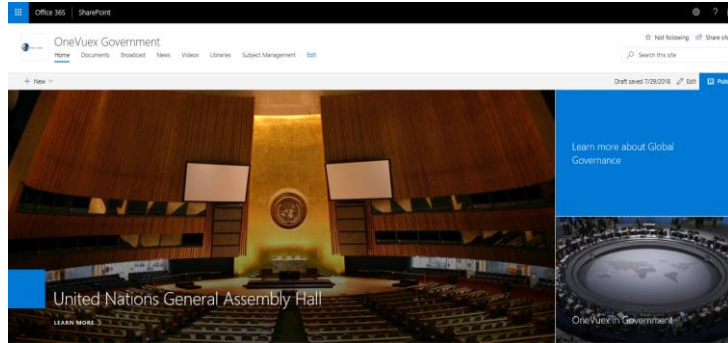 Office 365 SharePoint
OneVuex Government
Not following Share site
Home Documents Broadcast News Videos Libraries Subject Management Edit
Search this site
+ New
Draft saved 7/29/2018 Edit Pub
Learn more about Global
Governance
United Nations General Assembly Hall
LEARN MORE
OneVuex in Government